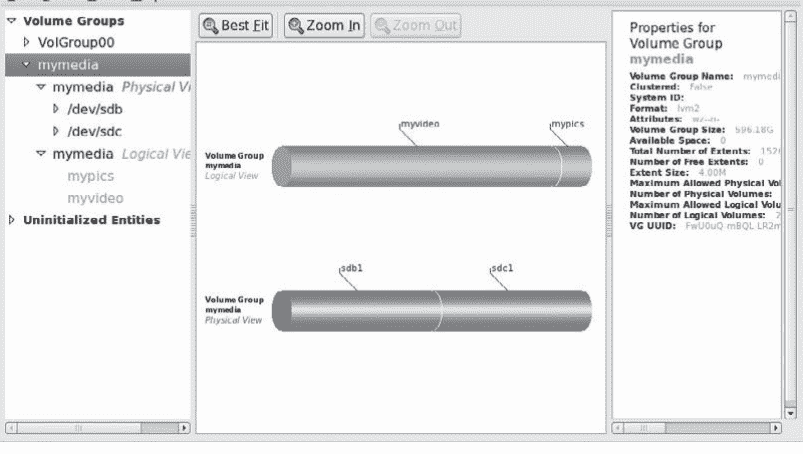 Volume Groups
VolGroup00
mymedia
mymedia Physical Vi
/dev/sdb
/dev/sdc
mymedia Logical Vie
mypics
myvideo
Uninitialized Entities
Best Fit
Zoom In
Zoom Out
myvideo
mypics
Volume Group
mymedia
Logical View
sdb1
sdc1
Volume Group
mymedia
Physical View
Properties for
Volume Group
mymedia
Volume Group Name: mymedi
Clustered: False
System ID:
Format: lvm2
Attributes: wz--n-
Volume Group Size: 596.18G
Available Space: 0
Total Number of Extents: 1526
Number of Free Extents: 0
Extent Size: 4.00M
Maximum Allowed Physical Vol
Number of Physical Volumes:
Maximum Allowed Logical Volu
Number of Logical Volumes: 2
VG UUID: FwU0uQ-mBQL-LR2m